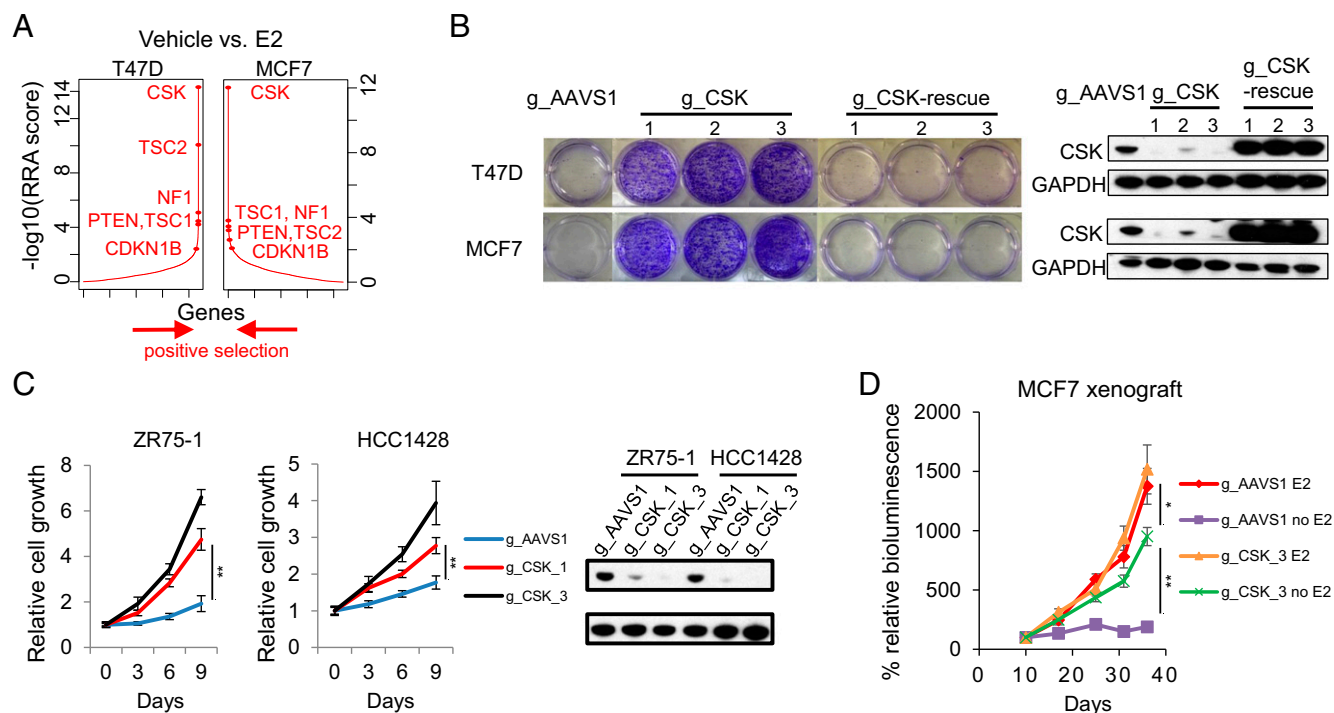 A
Vehicle vs. E2
T47D
MCF7
-log10(RRA score)
0
2
4
6
8
10
12
14
CSK
TSC2
NF1
PTEN,TSC1
CDKN1B
CSK
TSC1, NF1
PTEN,TSC2
CDKN1B
12
8
4
2
0
Genes
positive selection
B
g_AAVS1
g_CSK
g_CSK-rescue
1 2 3 1 2 3
T47D
MCF7
g_CSK
-rescue
g_AAVS1 g_CSK
1 2 3 1 2 3
CSK
GAPDH
CSK
GAPDH
C
ZR75-1
Relative cell growth
8
6
4
2
0
0 3 6 9
Days
**
HCC1428
Relative cell growth
5
4
3
2
1
0
0 3 6 9
Days
**
g_AAVS1
g_CSK_1
g_CSK_3
ZR75-1 HCC1428
g_AAVS1
g_CSK_1
g_CSK_3
g_AAVS1
g_CSK_1
g_CSK_3
D
MCF7 xenograft
% relative bioluminescence
2000
1500
1000
500
0
0 10 20 30 40
Days
*
**
g_AAVS1 E2
g_AAVS1 no E2
g_CSK_3 E2
g_CSK_3 no E2